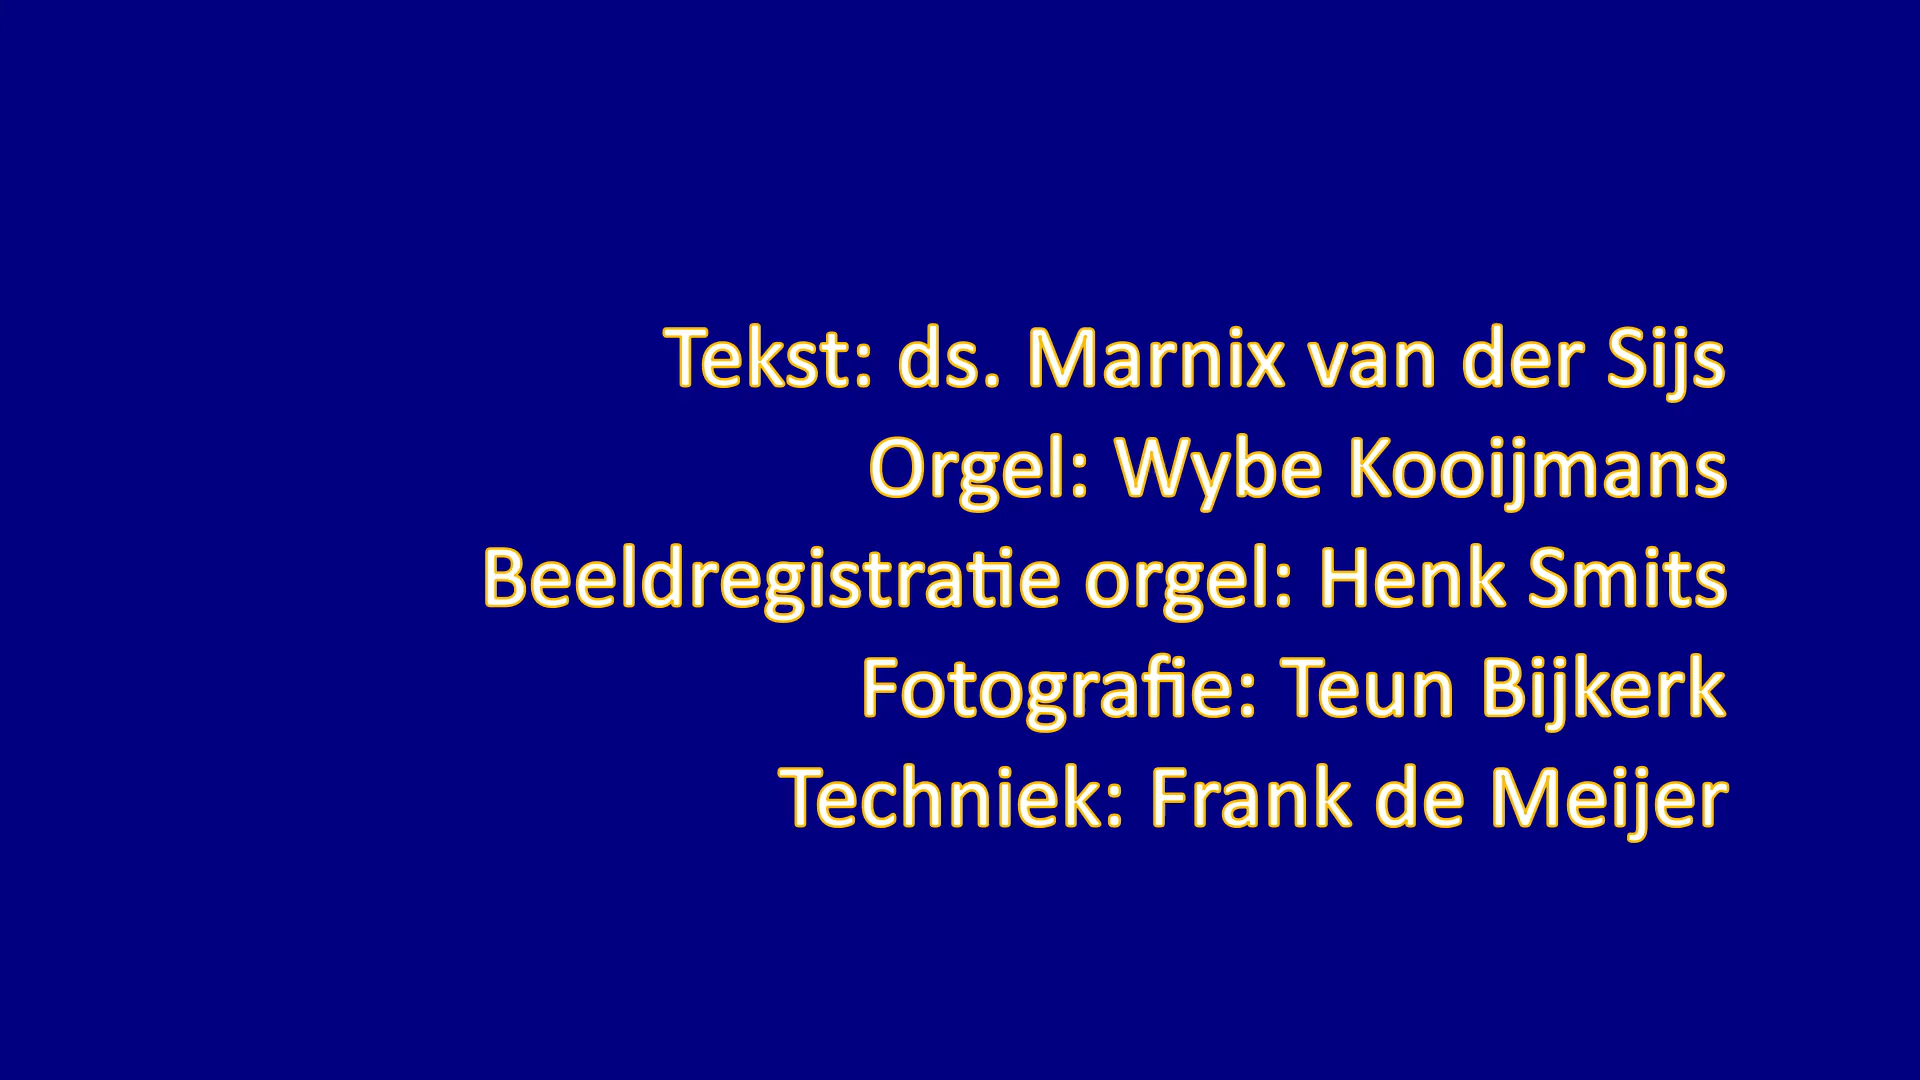 Tekst: ds. Marnix van der Sijs
Orgel: Wybe Kooijmans
Beeldregistratie orgel: Henk Smits
Fotografie: Teun Bijkerk
Techniek: Frank de Meijer